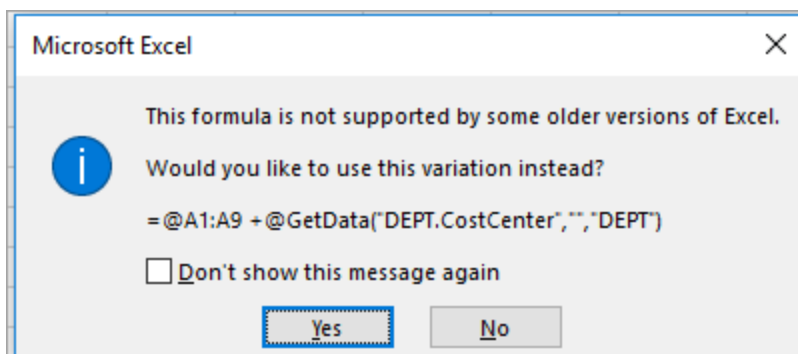 Microsoft Excel
This formula is not supported by some older versions of Excel.
Would you like to use this variation instead?
=@A1:A9 +@GetData("DEPT.CostCenter","","DEPT")
Don't show this message again
Yes
No